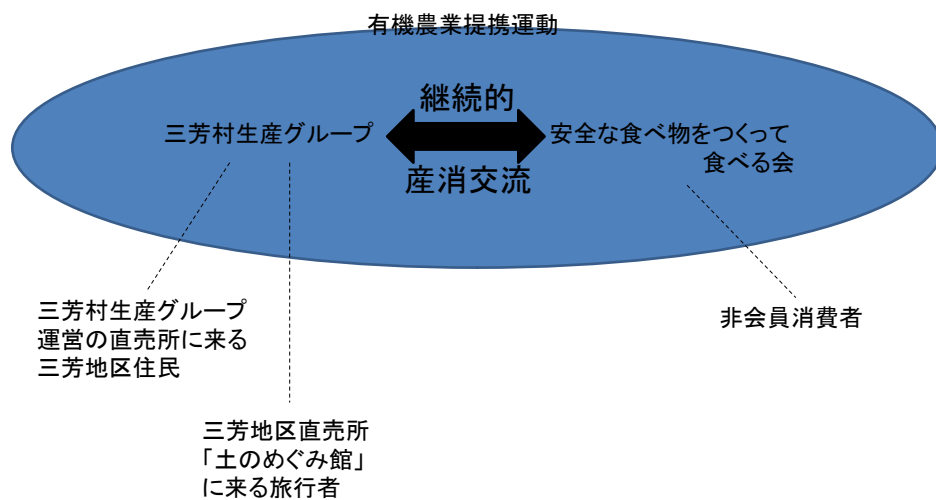 有機農業提携運動
継続的
三芳村生産グループ
安全な食べ物をつくって
食べる会
産消交流
三芳村生産グループ
運営の直売所に来る
三芳地区住民
非会員消費者
三芳地区直売所
「土のめぐみ館」
に来る旅行者